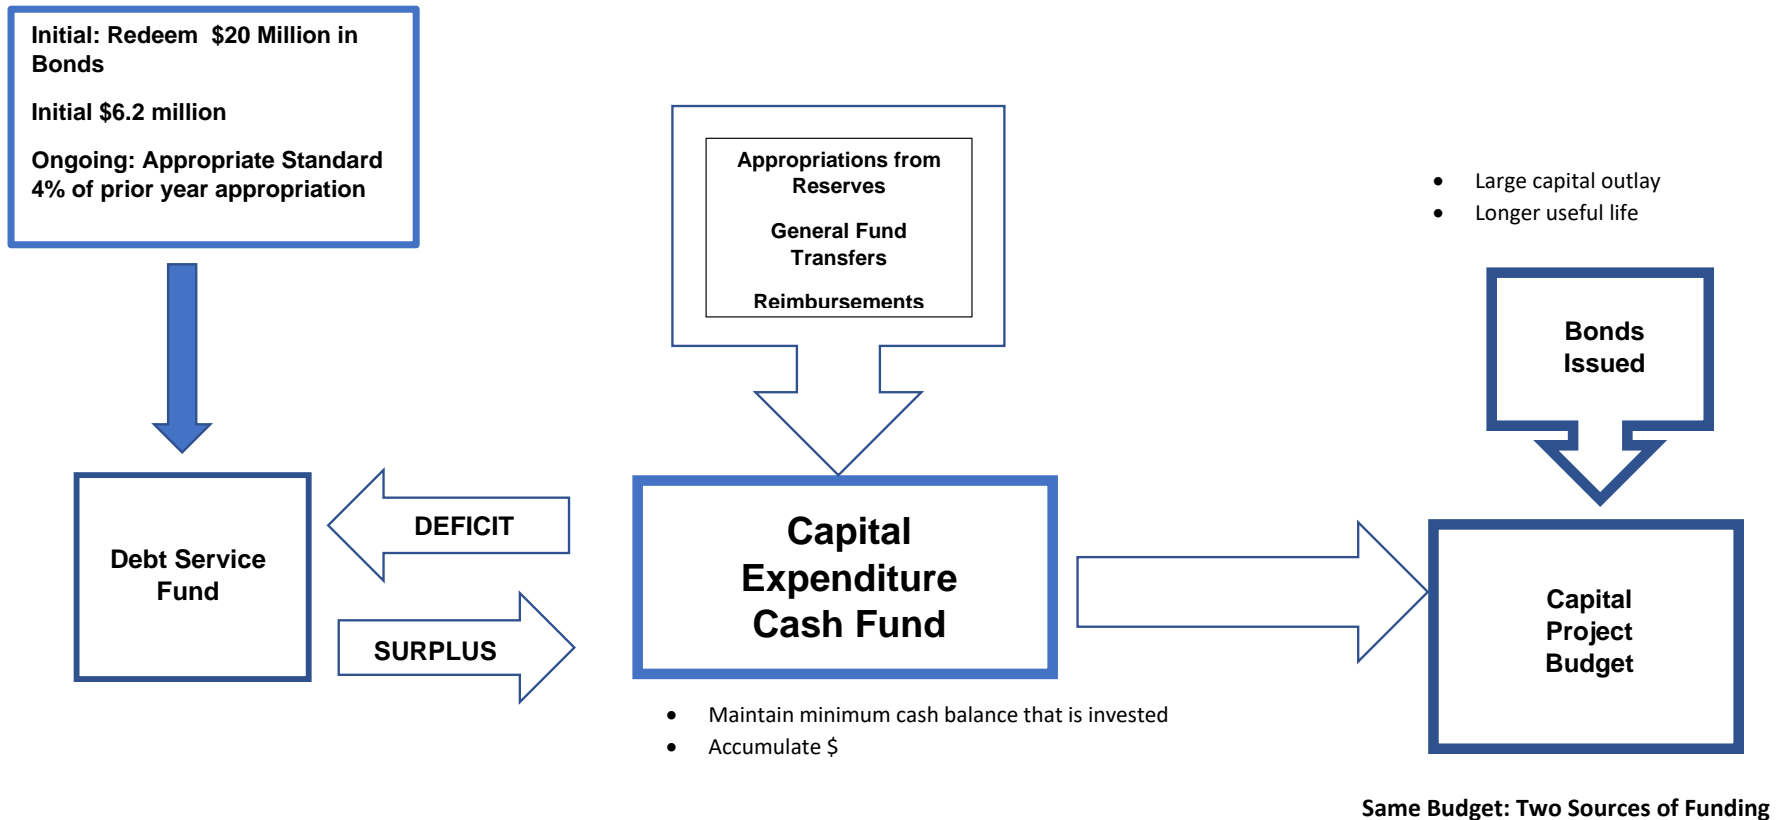 Initial: Redeem  $20 Million in
Bonds
Initial $6.2 million
Ongoing: Appropriate Standard
4% of prior year appropriation
Appropriations from
Reserves
General Fund
Transfers
Reimbursements
• Large capital outlay
• Longer useful life
Bonds
Issued
Debt Service
Fund
DEFICIT
SURPLUS
Capital
Expenditure
Cash Fund
• Maintain minimum cash balance that is invested
• Accumulate $
Capital
Project
Budget
Same Budget: Two Sources of Funding